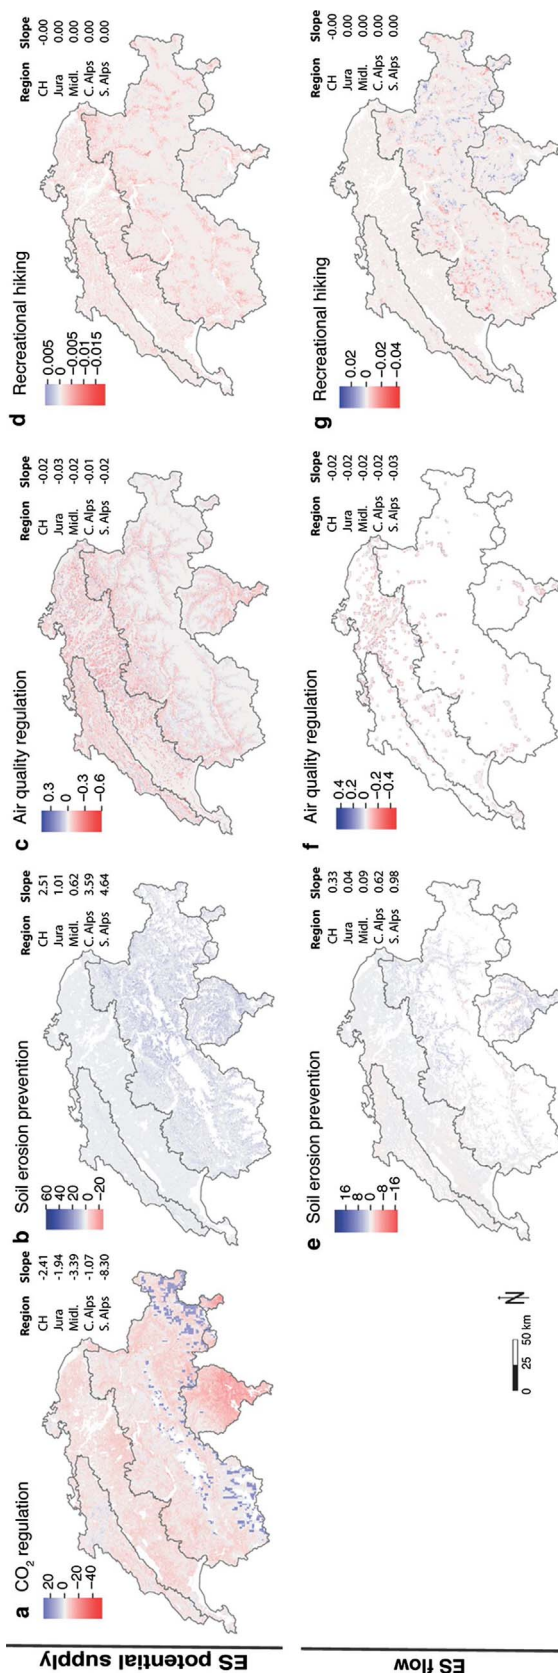 ES potential supply
a CO₂ regulation
20
0
-20
-40
Region Slope
CH -2.41
Jura -1.94
Midl. -3.39
C. Alps -1.07
S. Alps -8.30
b Soil erosion prevention
60
40
20
0
-20
Region Slope
CH 2.51
Jura 1.01
Midl. 0.62
C. Alps 3.59
S. Alps 4.64
c Air quality regulation
0.3
0
-0.3
-0.6
Region Slope
CH -0.02
Jura -0.03
Midl. -0.02
C. Alps -0.01
S. Alps -0.02
d Recreational hiking
0.005
0
-0.005
-0.01
-0.015
Region Slope
CH -0.00
Jura 0.00
Midl. 0.00
C. Alps 0.00
S. Alps 0.00
ES flow
0 25 50 km
N
e Soil erosion prevention
16
8
0
-8
-16
Region Slope
CH 0.33
Jura 0.04
Midl. 0.09
C. Alps 0.62
S. Alps 0.98
f Air quality regulation
0.4
0.2
0
-0.2
-0.4
Region Slope
CH -0.02
Jura -0.02
Midl. -0.02
C. Alps -0.02
S. Alps -0.03
g Recreational hiking
0.02
0
-0.02
-0.04
Region Slope
CH -0.00
Jura 0.00
Midl. 0.00
C. Alps 0.00
S. Alps 0.00